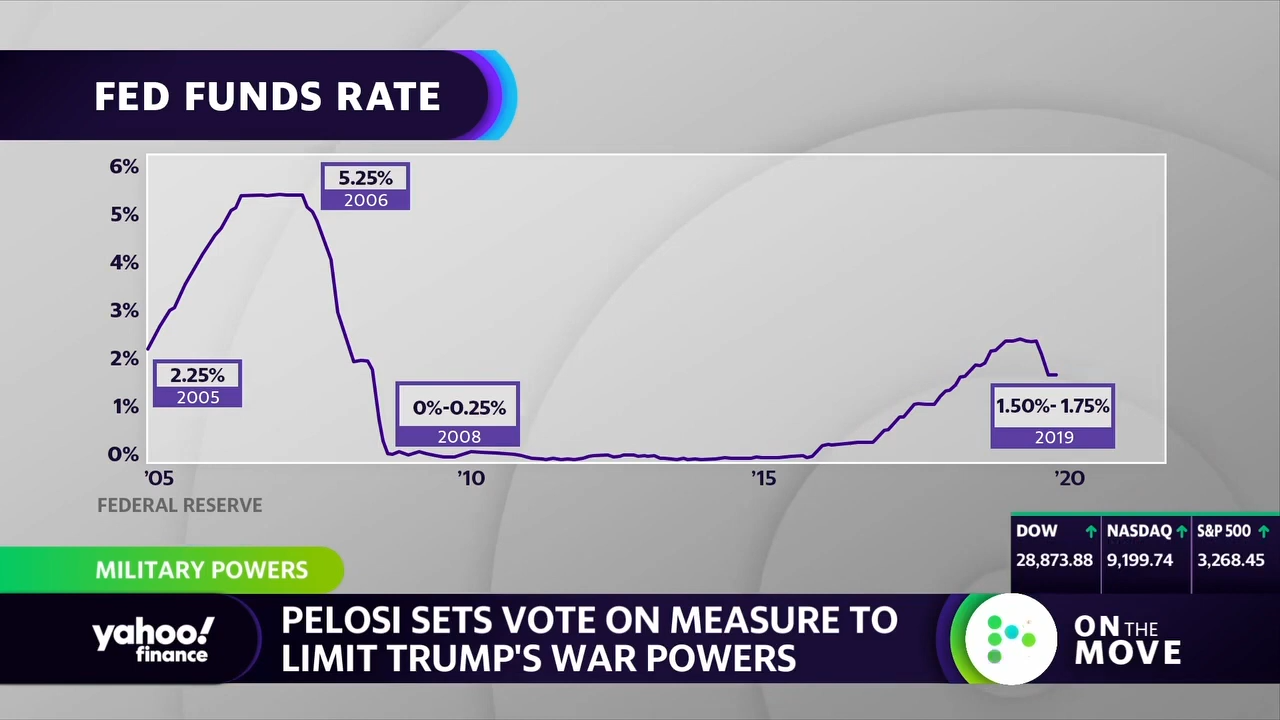 FED FUNDS RATE
6%
5%
4%
3%
2%
1%
0%
5.25%
2006
2.25%
2005
0%-0.25%
2008
1.50%- 1.75%
2019
'05
'10
'15
'20
FEDERAL RESERVE
DOW
28,873.88
NASDAQ
9,199.74
S&P 500
3,268.45
MILITARY POWERS
yahoo!
finance
PELOSI SETS VOTE ON MEASURE TO
LIMIT TRUMP'S WAR POWERS
ON THE
MOVE